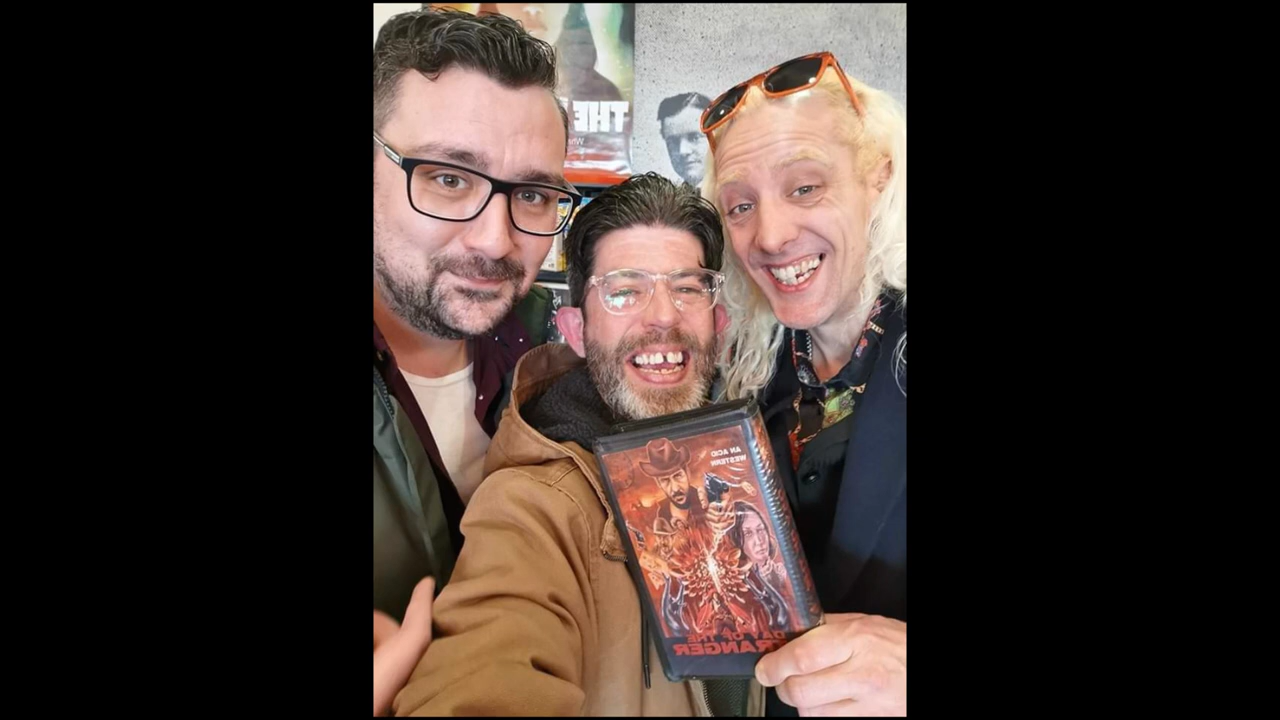 THE
AN ACID
WESTERN
DAY OF THE
STRANGER